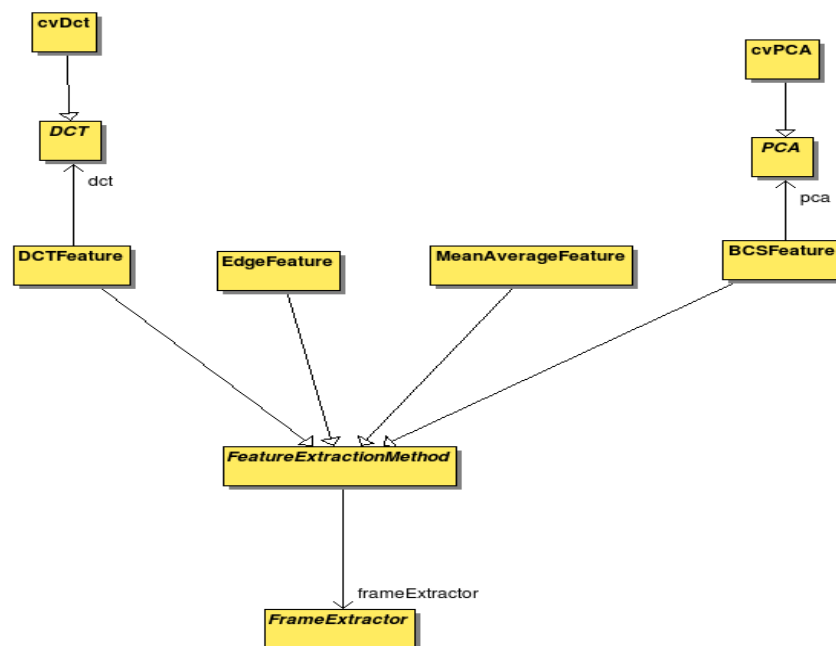 cvDct
cvPCA
DCT
PCA
dct
pca
DCTFeature
EdgeFeature
MeanAverageFeature
BCSFeature
FeatureExtractionMethod
frameExtractor
FrameExtractor